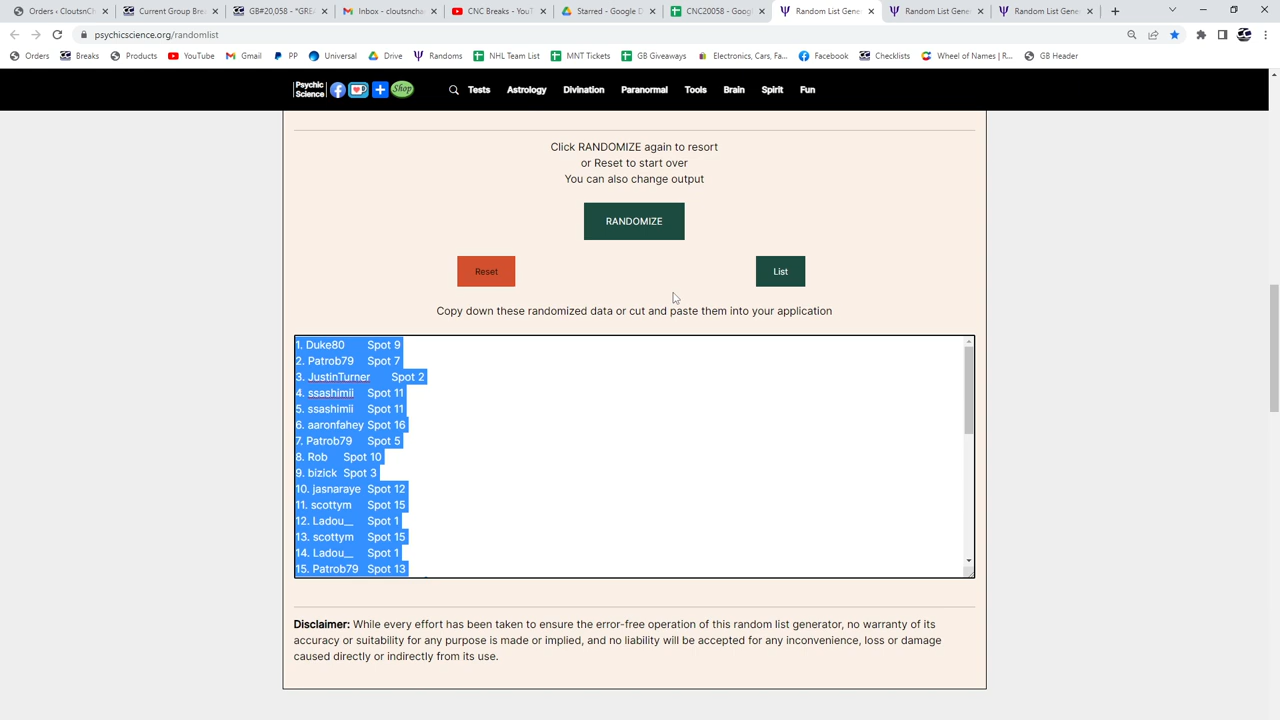 Orders ‹ CloutsnCh
Current Group Brea
GB#20,058 - *GREA
Inbox - cloutsnchar
CNC Breaks - YouT
Starred - Google D
CNC20058 - Googl
Random List Gene
Random List Gene
Random List Gene
psychicscience.org/randomlist
Orders
Breaks
Products
YouTube
Gmail
PP
Universal
Drive
Randoms
NHL Team List
MNT Tickets
GB Giveaways
Electronics, Cars, Fa...
Facebook
Checklists
Wheel of Names | R...
GB Header
Psychic
Science
Shop
Tests
Astrology
Divination
Paranormal
Tools
Brain
Spirit
Fun
Click RANDOMIZE again to resort
or Reset to start over
You can also change output
RANDOMIZE
Reset
List
Copy down these randomized data or cut and paste them into your application
1. Duke80 Spot 9
2. Patrob79 Spot 7
3. JustinTurner Spot 2
4. ssashimii Spot 11
5. ssashimii Spot 11
6. aaronfahey Spot 16
7. Patrob79 Spot 5
8. Rob Spot 10
9. bizick Spot 3
10. jasnaraye Spot 12
11. scottym Spot 15
12. Ladou__ Spot 1
13. scottym Spot 15
14. Ladou__ Spot 1
15. Patrob79 Spot 13
Disclaimer: While every effort has been taken to ensure the error-free operation of this random list generator, no warranty of its
accuracy or suitability for any purpose is made or implied, and no liability will be accepted for any inconvenience, loss or damage
caused directly or indirectly from its use.